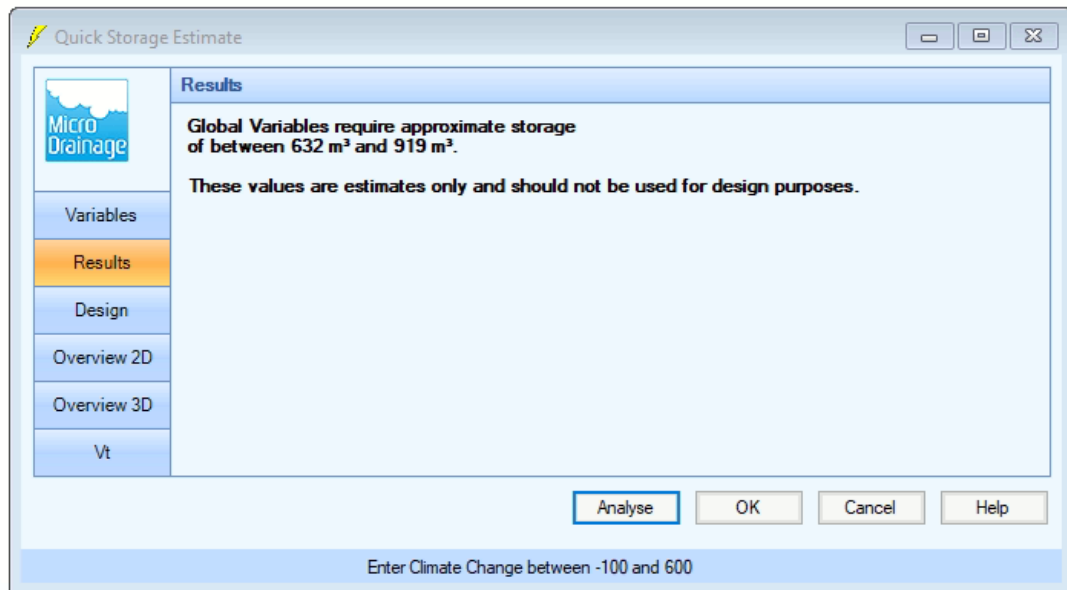 Quick Storage Estimate
Micro
Drainage
Variables
Results
Design
Overview 2D
Overview 3D
Vt
Results
Global Variables require approximate storage
of between 632 m³ and 919 m³.
These values are estimates only and should not be used for design purposes.
Analyse
OK
Cancel
Help
Enter Climate Change between -100 and 600